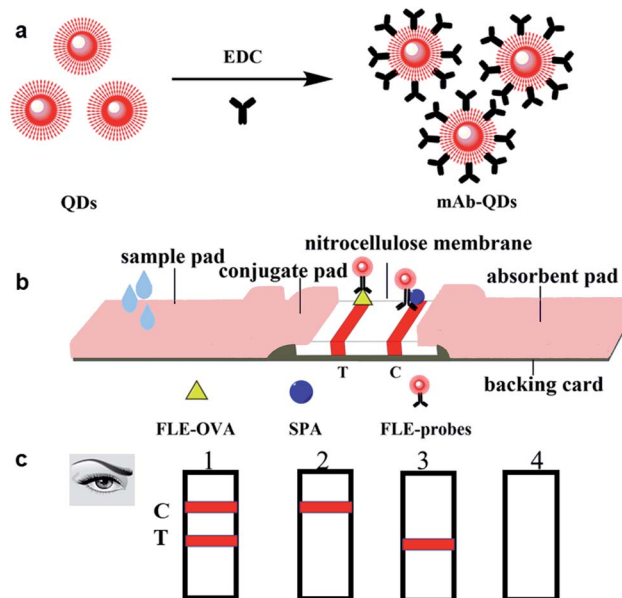 a
EDC
QDs
mAb-QDs
nitrocellulose membrane
b
sample pad
conjugate pad
absorbent pad
T
C
backing card
FLE-OVA
SPA
FLE-probes
c
1
2
3
4
C
T